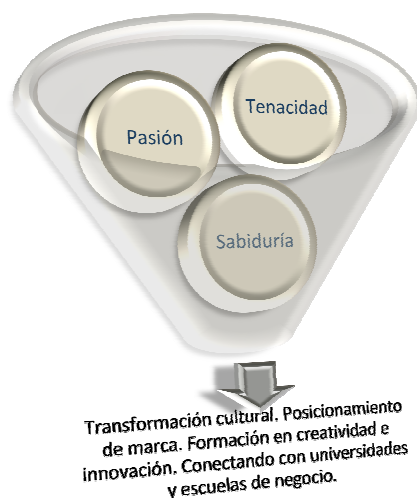 Tenacidad
Pasión
Sabiduría
Transformación cultural. Posicionamiento
de marca. Formación en creatividad e
innovación. Conectando con universidades
y escuelas de negocio.